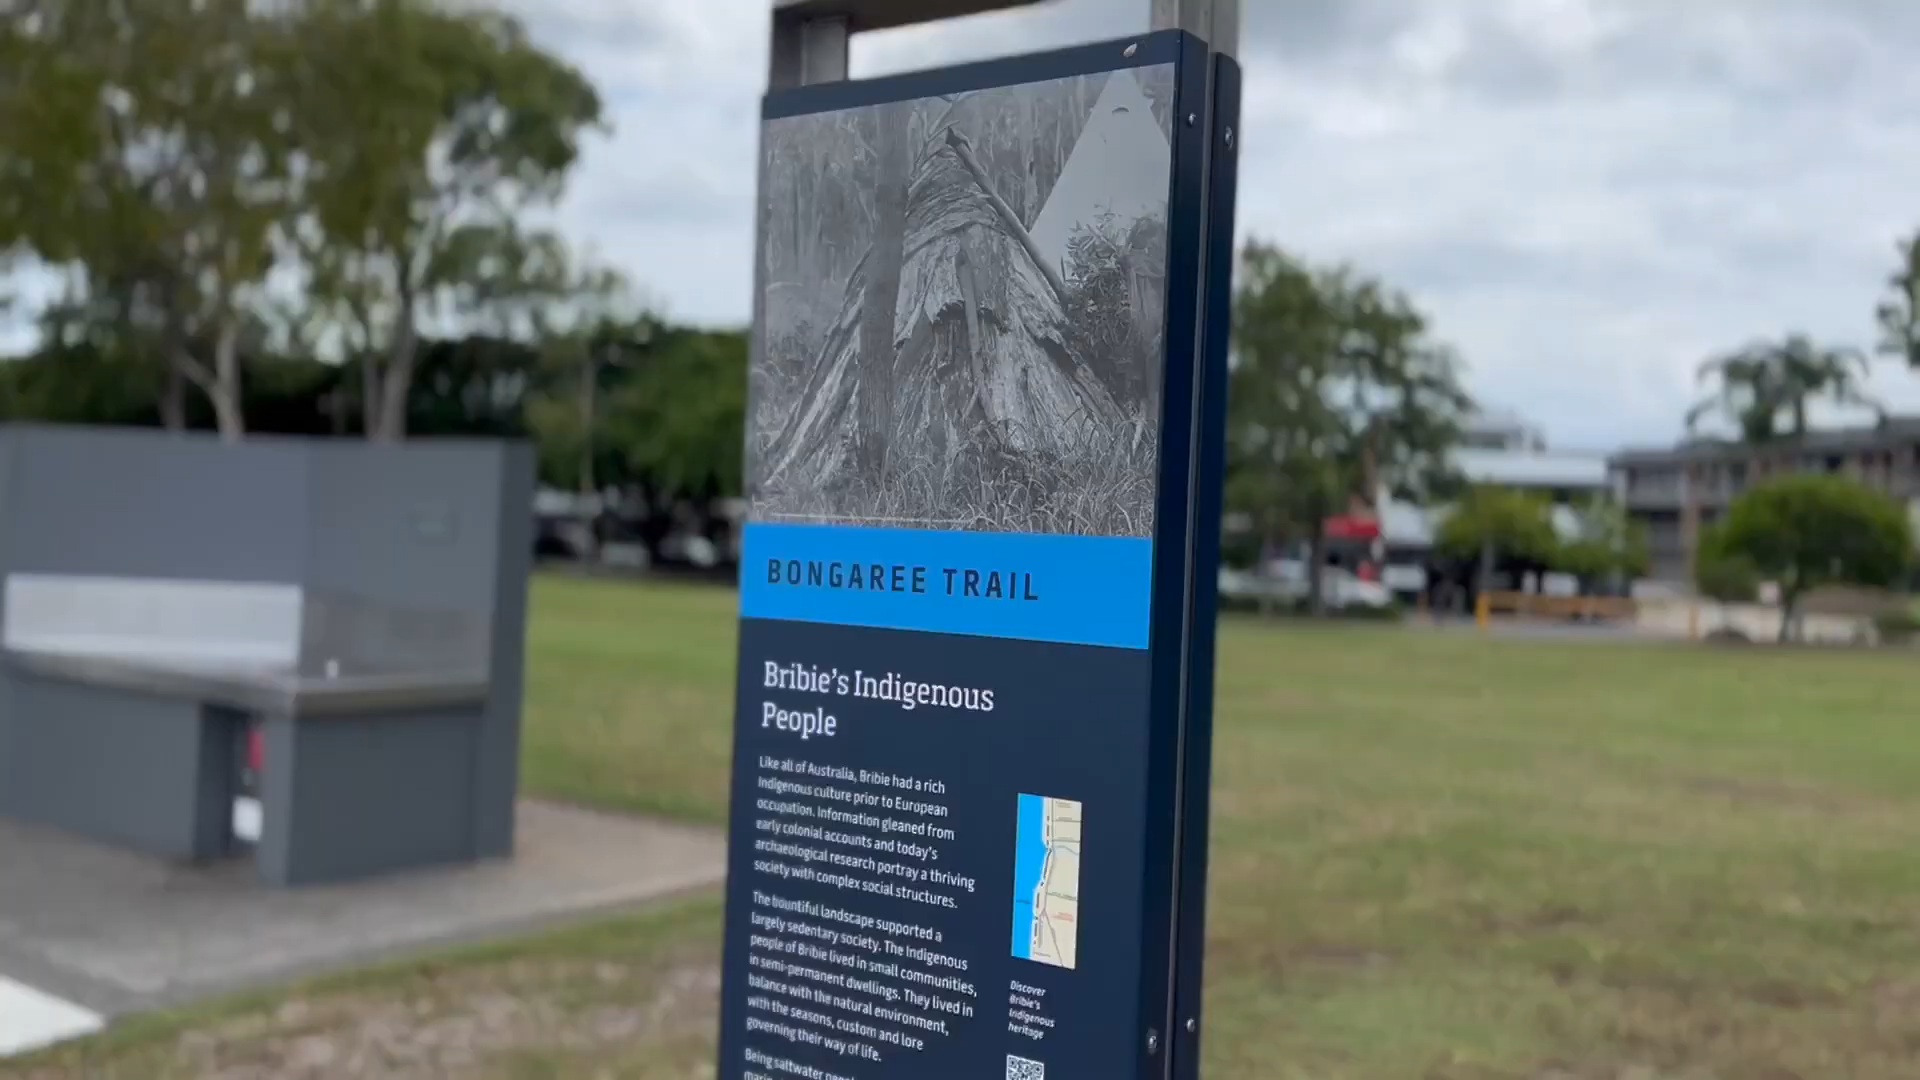 BONGAREE TRAIL
Bribie's Indigenous
People
Like all of Australia, Bribie had a rich
Indigenous culture prior to European
occupation. Information gleaned from
early colonial accounts and today's
archaeological research portray a thriving
society with complex social structures.
The bountiful landscape supported a
largely sedentary society. The Indigenous
people of Bribie lived in small communities,
in semi-permanent dwellings. They lived in
balance with the natural environment,
with the seasons, custom and lore
governing their way of life.
Being saltwater
Discover
Bribie's
Indigenous
heritage